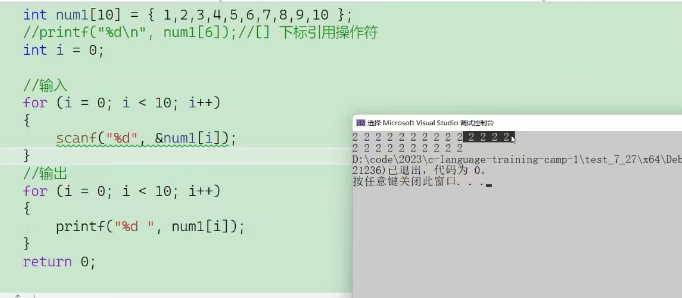 int num1[10] = { 1,2,3,4,5,6,7,8,9,10 };
//printf("%d\n", num1[6]);//[] 下标引用操作符
int i = 0;
//输入
for (i = 0; i < 10; i++)
{
scanf("%d", &num1[i]);
}
//输出
for (i = 0; i < 10; i++)
{
printf("%d ", num1[i]);
}
return 0;
选择 Microsoft Visual Studio 调试控制台
2 2 2 2 2 2 2 2 2 2 2 2 2 2
2 2 2 2 2 2 2 2 2 2
D:\code\2023\c-language-training-camp-1\test_7_27\x64\Deb
21236)已退出，代码为 0。
按任意键关闭此窗口. . .